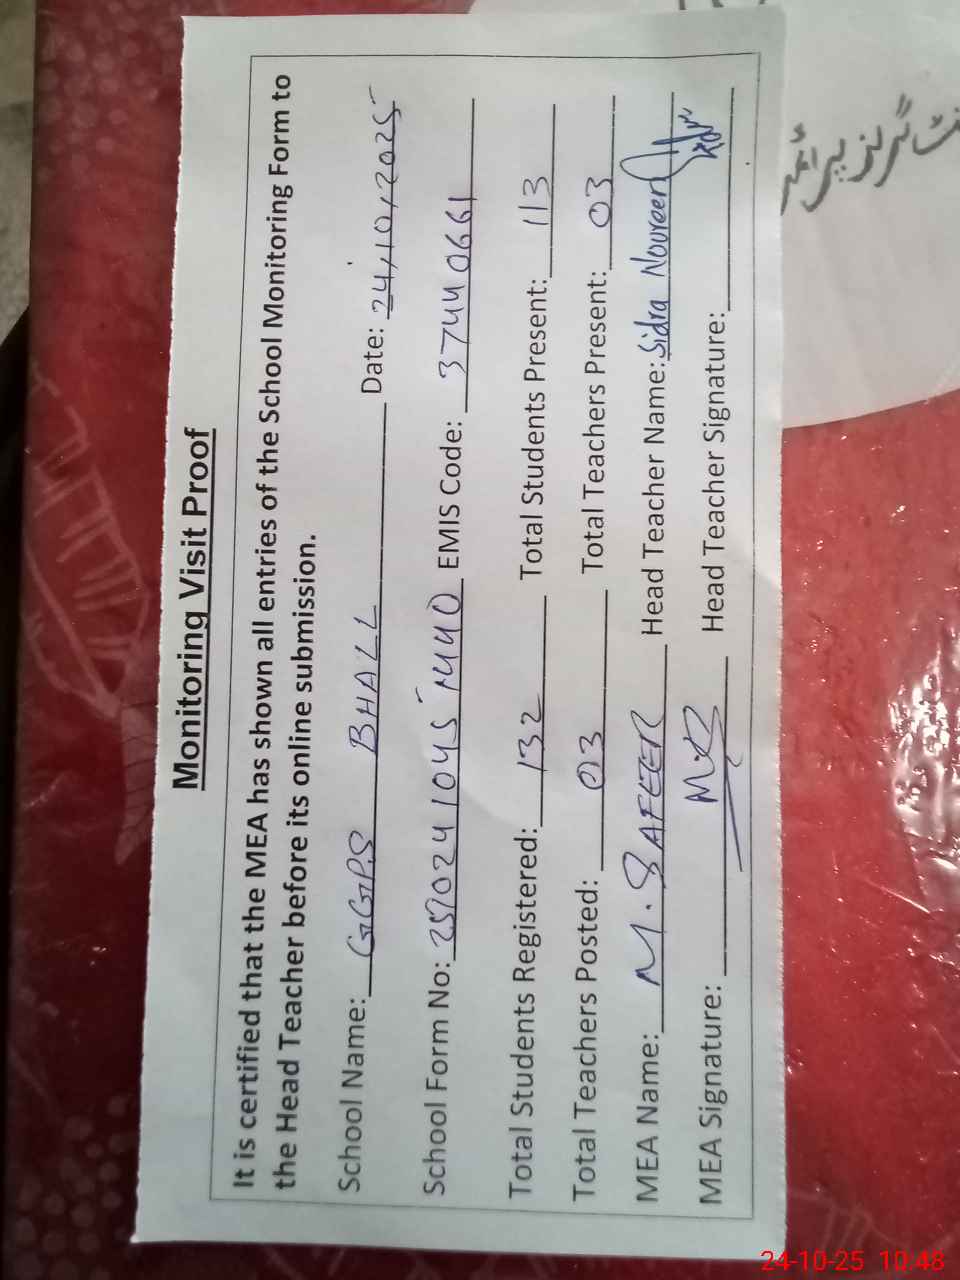 Monitoring Visit Proof
It is certified that the MEA has shown all entries of the School Monitoring Form to
the Head Teacher before its online submission.
School Name: GGPS BHALL Date: 24,10,2025
School Form No: EMIS Code: 37440661
Total Students Registered: 132 Total Students Present: 113
Total Teachers Posted: 03 Total Teachers Present: 03
MEA Name: M. SAFEER Head Teacher Name: Sidra Noureen
MEA Signature: Head Teacher Signature:
گرلز پرائمر
24-10-25 10:48